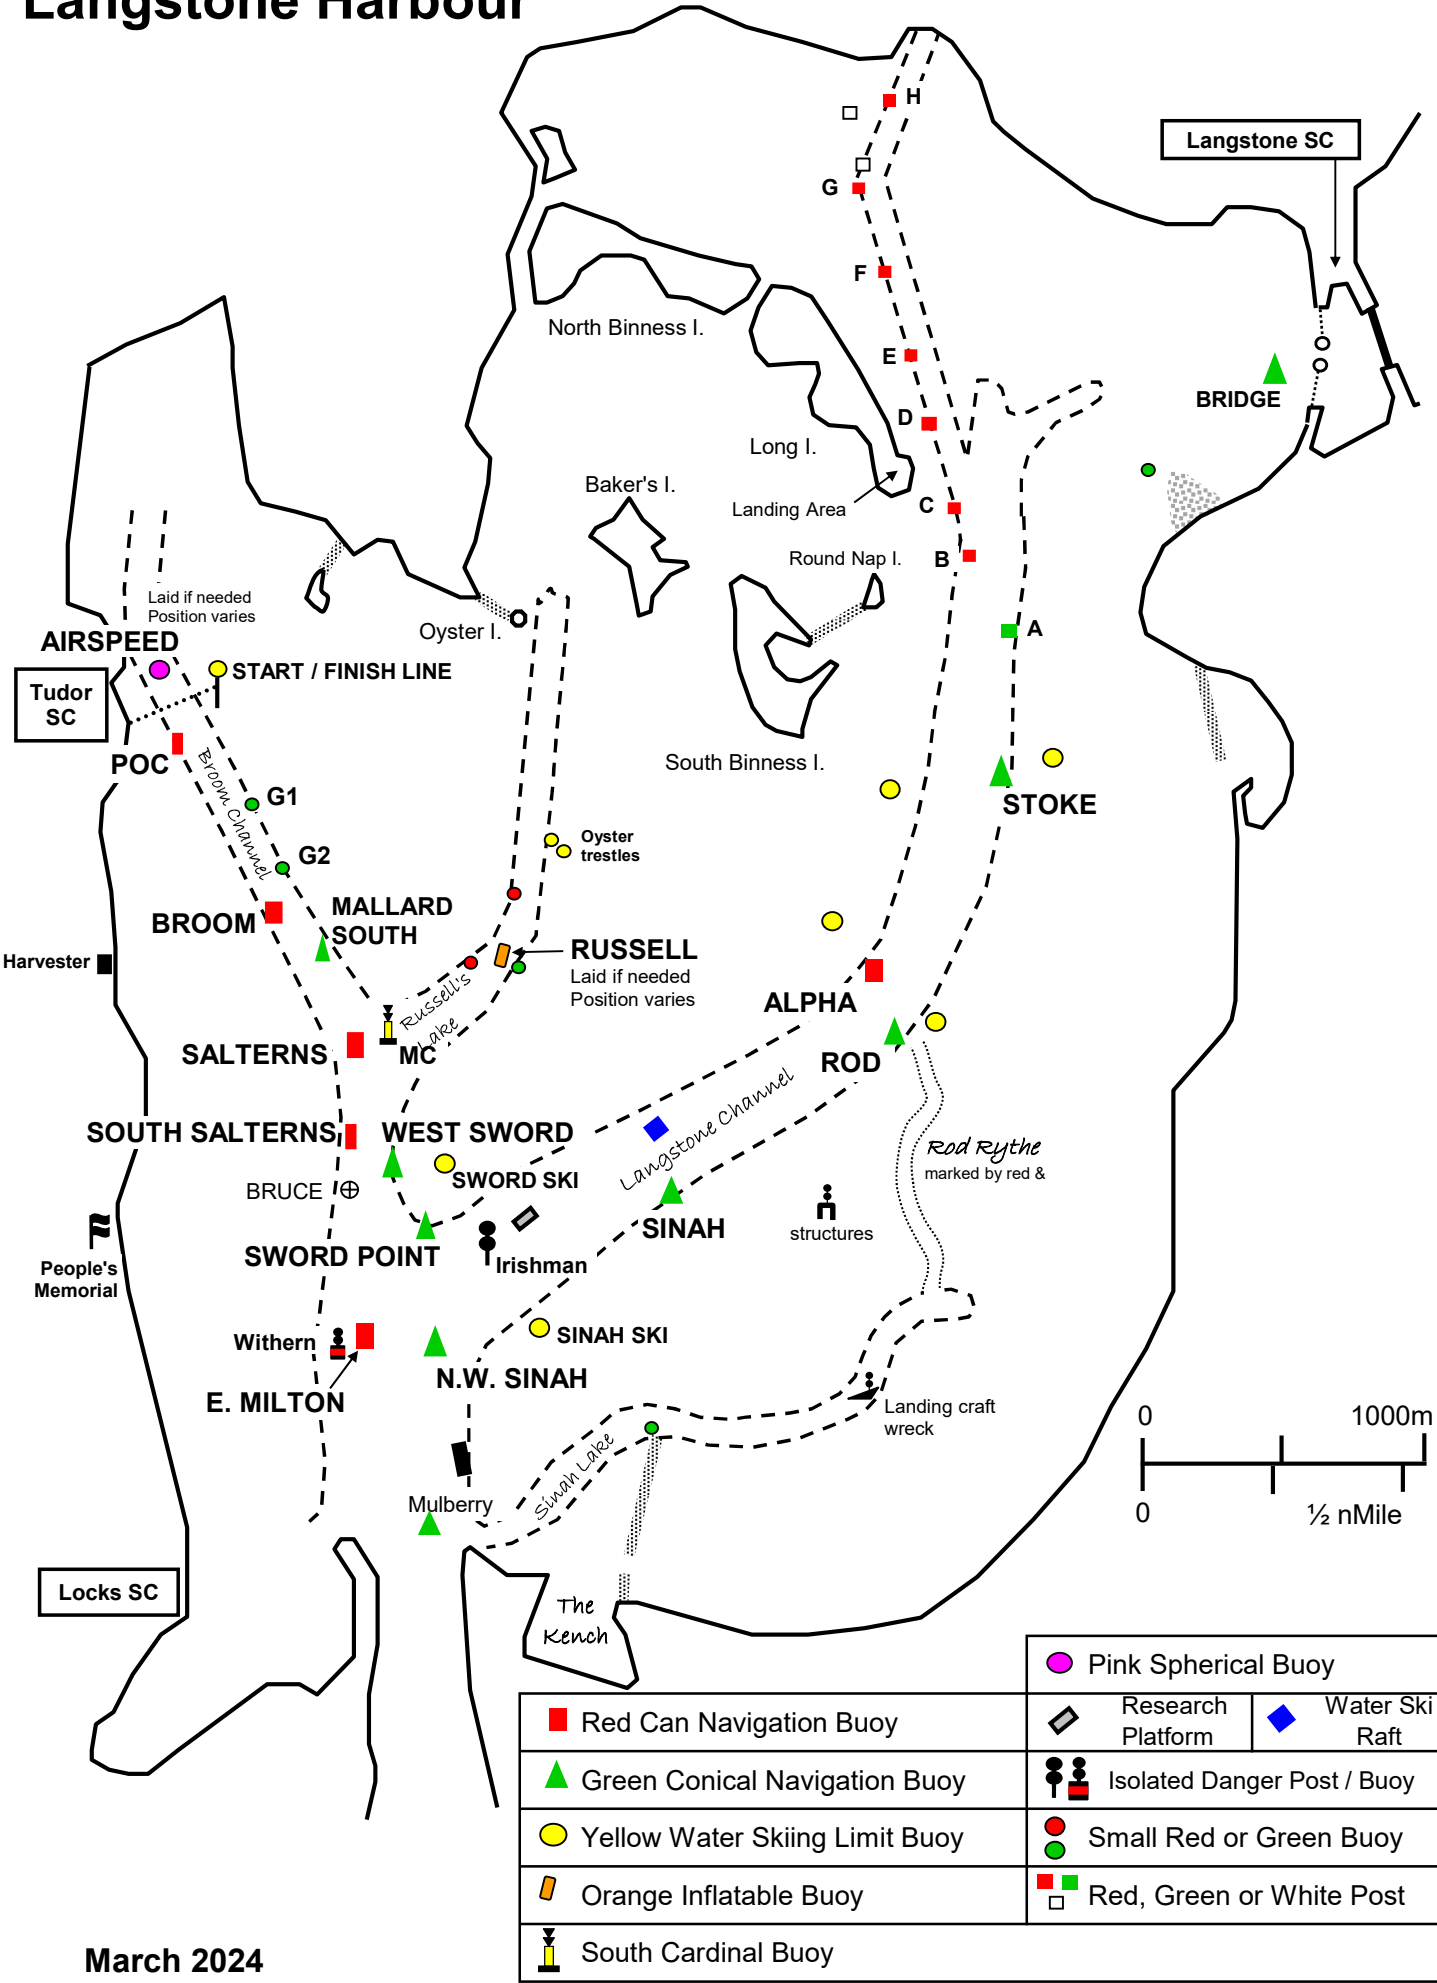 Langstone Harbour
H
Langstone SC
G
F
North Binness I.
E
BRIDGE
D
Long I.
Baker's I.
Landing Area
C
Round Nap I.
B
Laid if needed
Position varies
Oyster I.
A
AIRSPEED
START / FINISH LINE
Tudor
SC
POC
South Binness I.
Broom Channel
G1
STOKE
Oyster
trestles
G2
MALLARD
SOUTH
BROOM
Harvester
RUSSELL
Laid if needed
Position varies
Russell's
Lake
ALPHA
SALTERNS
MC
ROD
Langstone Channel
SOUTH SALTERNS
WEST SWORD
Rod Rythe
marked by red &
SWORD SKI
BRUCE
SINAH
structures
SWORD POINT
Irishman
People's
Memorial
Withern
SINAH SKI
N.W. SINAH
E. MILTON
Landing craft
wreck
0 1000m
Sinah Lake
Mulberry
0 ½ nMile
Locks SC
The
Kench
Pink Spherical Buoy
Red Can Navigation Buoy
Research
Platform
Water Ski
Raft
Green Conical Navigation Buoy
Isolated Danger Post / Buoy
Yellow Water Skiing Limit Buoy
Small Red or Green Buoy
Orange Inflatable Buoy
Red, Green or White Post
South Cardinal Buoy
March 2024